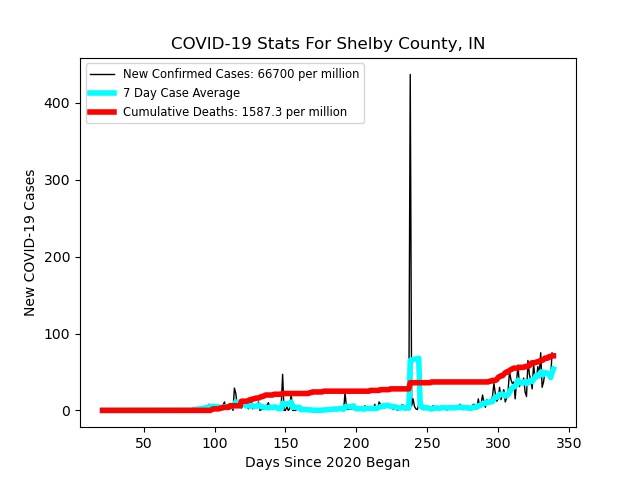 COVID-19 Stats For Shelby County, IN
New Confirmed Cases: 66700 per million
7 Day Case Average
Cumulative Deaths: 1587.3 per million
New COVID-19 Cases
400
300
200
100
0
50 100 150 200 250 300 350
Days Since 2020 Began